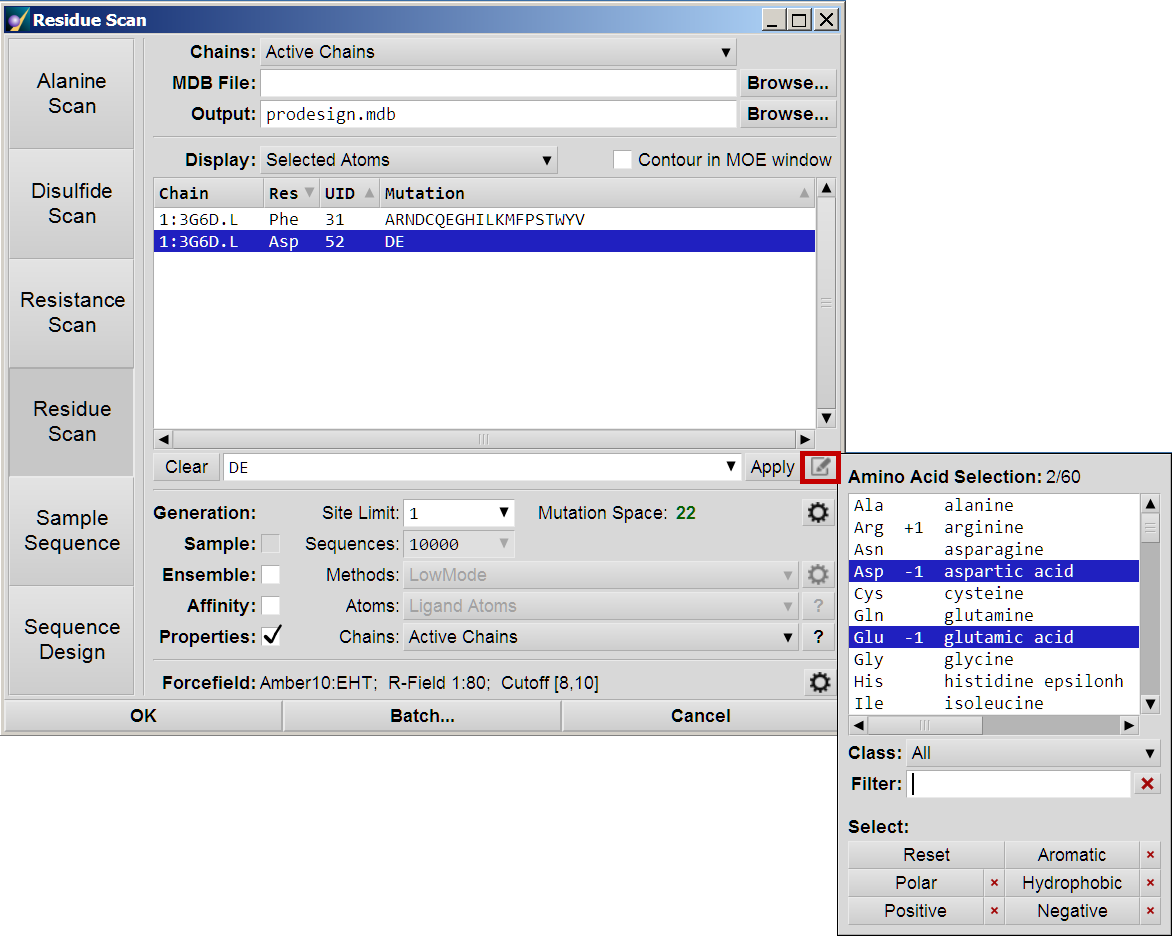 Residue Scan
Alanine
Scan
Disulfide
Scan
Resistance
Scan
Residue
Scan
Sample
Sequence
Sequence
Design
Chains: Active Chains
MDB File: Browse...
Output: prodesign.mdb Browse...
Display: Selected Atoms Contour in MOE window
Chain Res UID Mutation
1:3G6D.L Phe 31 ARNDCQEGHILKMFPSTWYV
1:3G6D.L Asp 52 DE
Clear DE Apply
Generation: Site Limit: 1 Mutation Space: 22
Sample: Sequences: 10000
Ensemble: Methods: LowMode
Affinity: Atoms: Ligand Atoms ?
Properties: Chains: Active Chains ?
Forcefield: Amber10:EHT; R-Field 1:80; Cutoff [8,10]
OK Batch... Cancel
Amino Acid Selection: 2/60
Ala alanine
Arg +1 arginine
Asn asparagine
Asp -1 aspartic acid
Cys cysteine
Gln glutamine
Glu -1 glutamic acid
Gly glycine
His histidine epsilonh
Ile isoleucine
Class: All
Filter:
Select:
Reset Aromatic ×
Polar × Hydrophobic ×
Positive × Negative ×